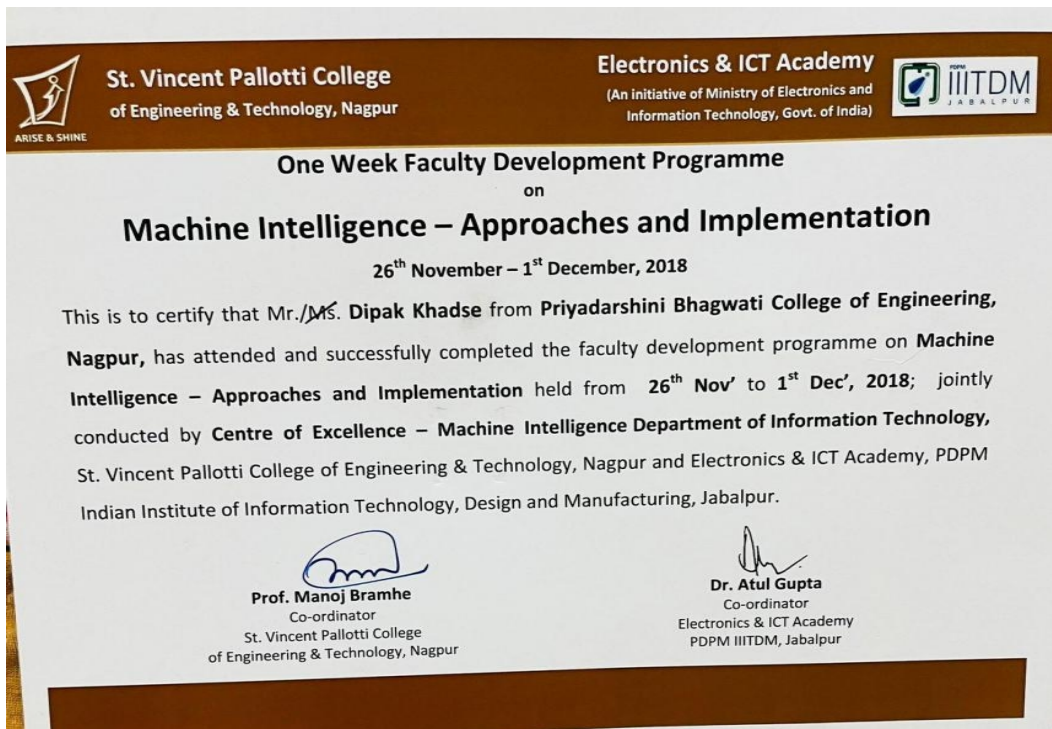 St. Vincent Pallotti College
of Engineering & Technology, Nagpur
ARISE & SHINE
Electronics & ICT Academy
(An initiative of Ministry of Electronics and
Information Technology, Govt. of India)
PDPM
IIITDM
JABALPUR
One Week Faculty Development Programme
on
Machine Intelligence – Approaches and Implementation
26th November – 1st December, 2018
This is to certify that Mr./Ms. Dipak Khadse from Priyadarshini Bhagwati College of Engineering,
Nagpur, has attended and successfully completed the faculty development programme on Machine
Intelligence – Approaches and Implementation held from 26th Nov' to 1st Dec', 2018; jointly
conducted by Centre of Excellence – Machine Intelligence Department of Information Technology,
St. Vincent Pallotti College of Engineering & Technology, Nagpur and Electronics & ICT Academy, PDPM
Indian Institute of Information Technology, Design and Manufacturing, Jabalpur.
Prof. Manoj Bramhe
Co-ordinator
St. Vincent Pallotti College
of Engineering & Technology, Nagpur
Dr. Atul Gupta
Co-ordinator
Electronics & ICT Academy
PDPM IIITDM, Jabalpur